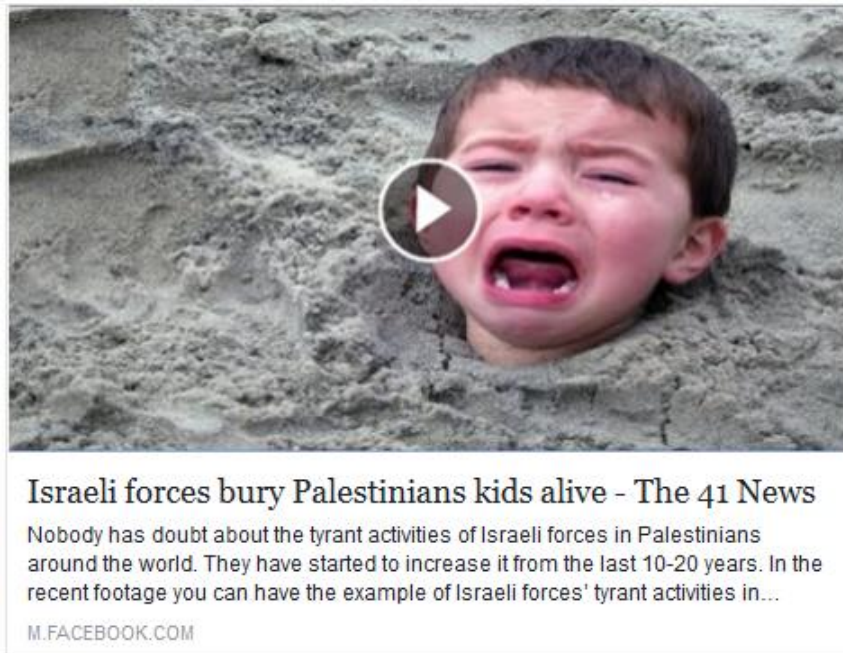 Israeli forces bury Palestinians kids alive - The 41 News
Nobody has doubt about the tyrant activities of Israeli forces in Palestinians
around the world. They have started to increase it from the last 10-20 years. In the
recent footage you can have the example of Israeli forces' tyrant activities in...
M.FACEBOOK.COM